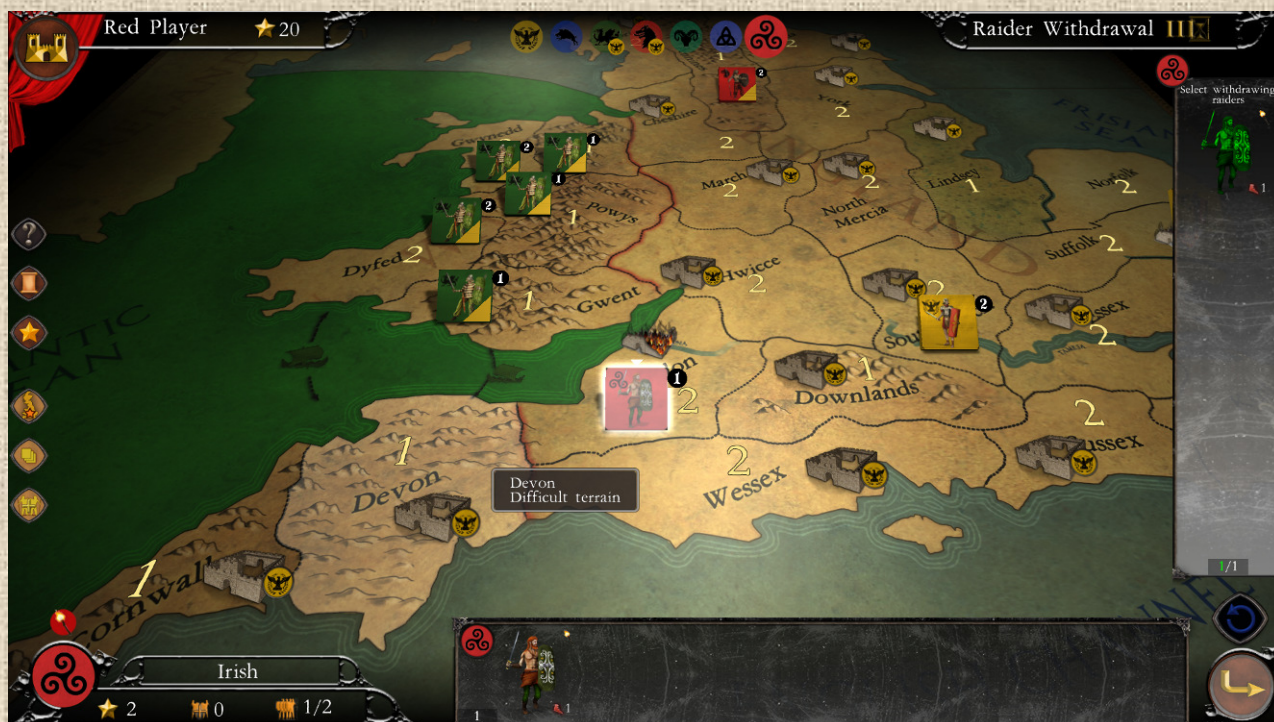 Red Player
20
Raider Withdrawal III
Select withdrawing
raiders
1
1/1
FRISIAN
SEA
2
1
York
2
Cheshire
2
2
Gwynedd
2
1
1
2
Powys
1
Dyfed
2
1
1
Gwent
March
2
North
Mercia
2
Lindsey
1
Norfolk
2
Suffolk
2
Hwicce
2
2
2
2
1
2
Downlands
1
2
Wessex
2
Devon
1
Devon
Difficult terrain
Cornwall
1
Irish
2
0
1/2
1
1